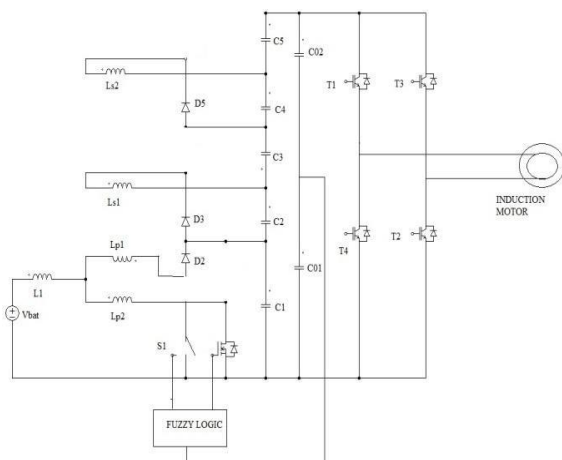 C5
C02
Ls2
D5
T1
T3
C4
C3
Ls1
INDUCTION
MOTOR
D3
C2
Lp1
D2
T4
T2
C01
L1
Lp2
C1
Vbat
S1
FUZZY LOGIC